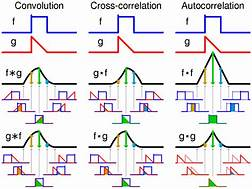 Convolution Cross-correlation Autocorrelation
f f f
g g g
f∗g g⋆f f⋆f
g∗f f⋆g g⋆g